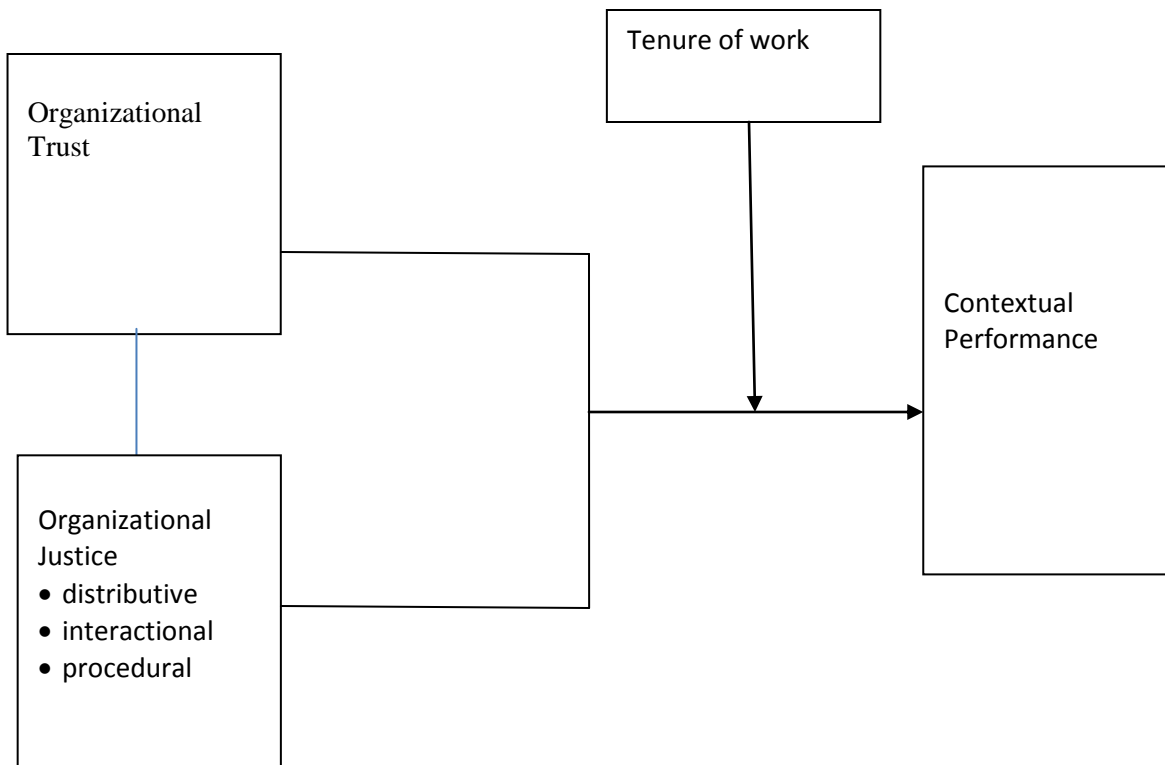 Tenure of work
Organizational
Trust
Contextual
Performance
Organizational
Justice
• distributive
• interactional
• procedural